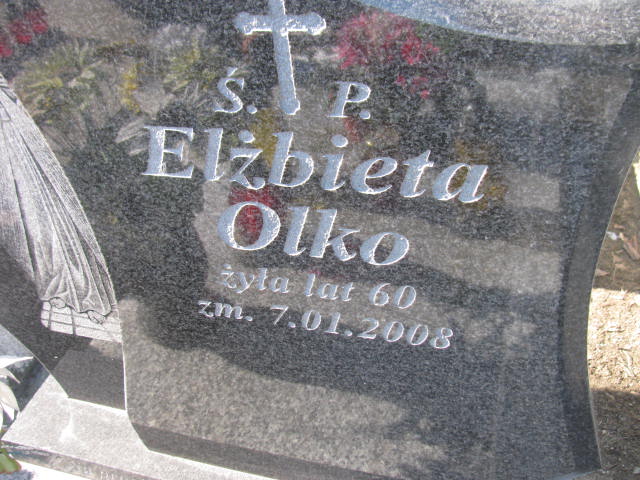 Ś. P.
Elżbieta
Olko
żyła lat 60
zm. 7.01.2008